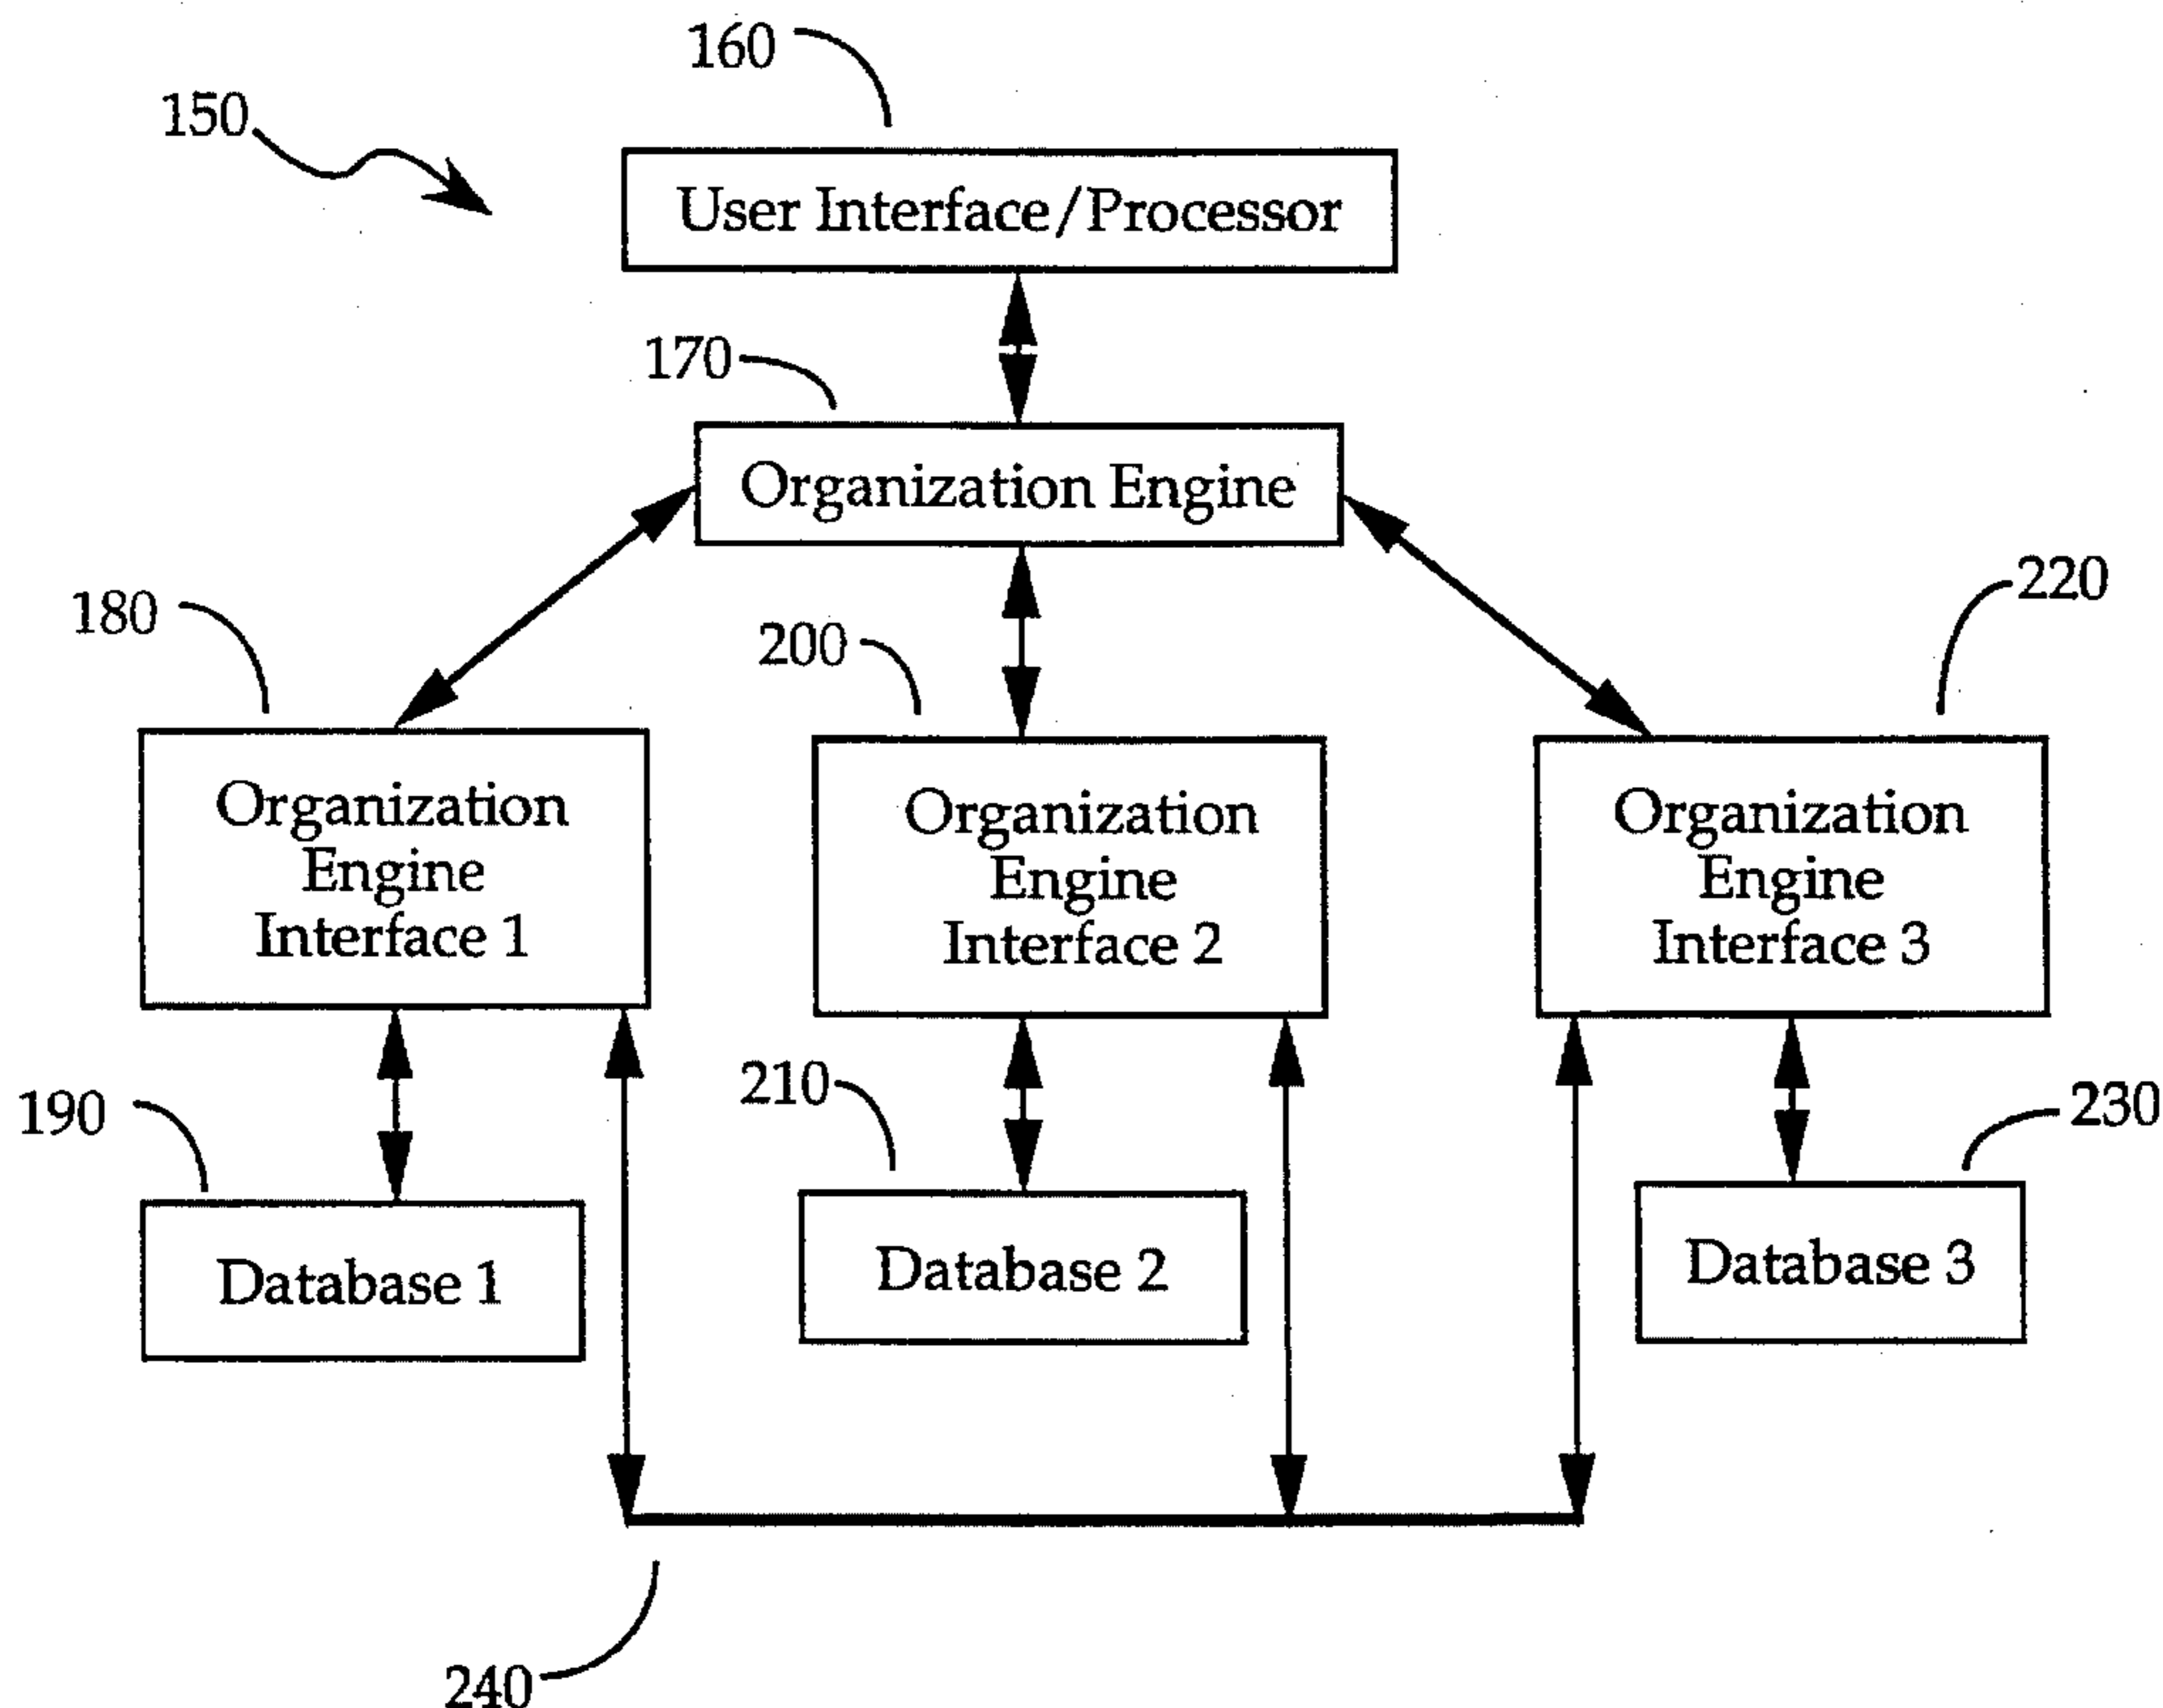 160
150
User Interface/Processor
170
Organization Engine
180
200
220
Organization
Engine
Interface 1
Organization
Engine
Interface 2
Organization
Engine
Interface 3
190
210
230
Database 1
Database 2
Database 3
240